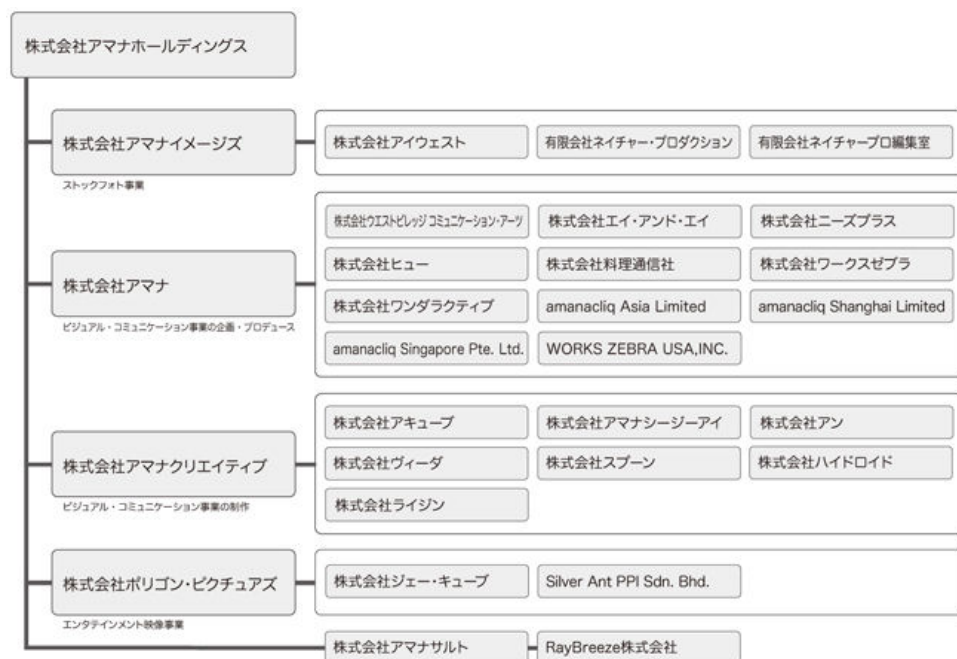 株式会社アマナホールディングス
株式会社アマナイメージズ
ストックフォト事業
株式会社アイウェスト
有限会社ネイチャー・プロダクション
有限会社ネイチャープロ編集室
株式会社アマナ
ビジュアル・コミュニケーション事業の企画・プロデュース
株式会社ウエストビレッジ コミュニケーション・アーツ
株式会社エイ・アンド・エイ
株式会社ニーズプラス
株式会社ヒュー
株式会社料理通信社
株式会社ワークスゼブラ
株式会社ワンダラクティブ
amanacliq Asia Limited
amanacliq Shanghai Limited
amanacliq Singapore Pte. Ltd.
WORKS ZEBRA USA,INC.
株式会社アマナクリエイティブ
ビジュアル・コミュニケーション事業の制作
株式会社アキューブ
株式会社アマナシージーアイ
株式会社アン
株式会社ヴィーダ
株式会社スプーン
株式会社ハイドロイド
株式会社ライジン
株式会社ポリゴン・ピクチュアズ
エンタテインメント映像事業
株式会社ジェー・キューブ
Silver Ant PPI Sdn. Bhd.
株式会社アマナサルト
RayBreeze株式会社